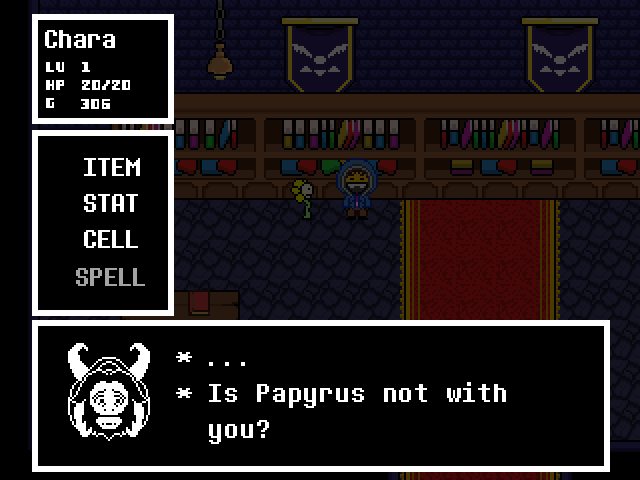 Chara
LV 1
HP 20/20
G 306
ITEM
STAT
CELL
SPELL
* ...
* Is Papyrus not with
you?